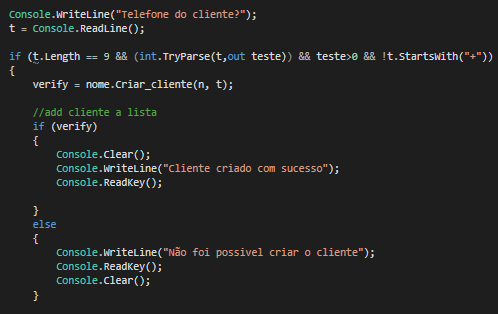 Console.WriteLine("Telefone do cliente?");
t = Console.ReadLine();
if (t.Length == 9 && (int.TryParse(t,out teste)) && teste>0 && !t.StartsWith("+"))
{
verify = nome.Criar_cliente(n, t);
//add cliente a lista
if (verify)
{
Console.Clear();
Console.WriteLine("Cliente criado com sucesso");
Console.ReadKey();
}
else
{
Console.WriteLine("Não foi possivel criar o cliente");
Console.ReadKey();
Console.Clear();
}